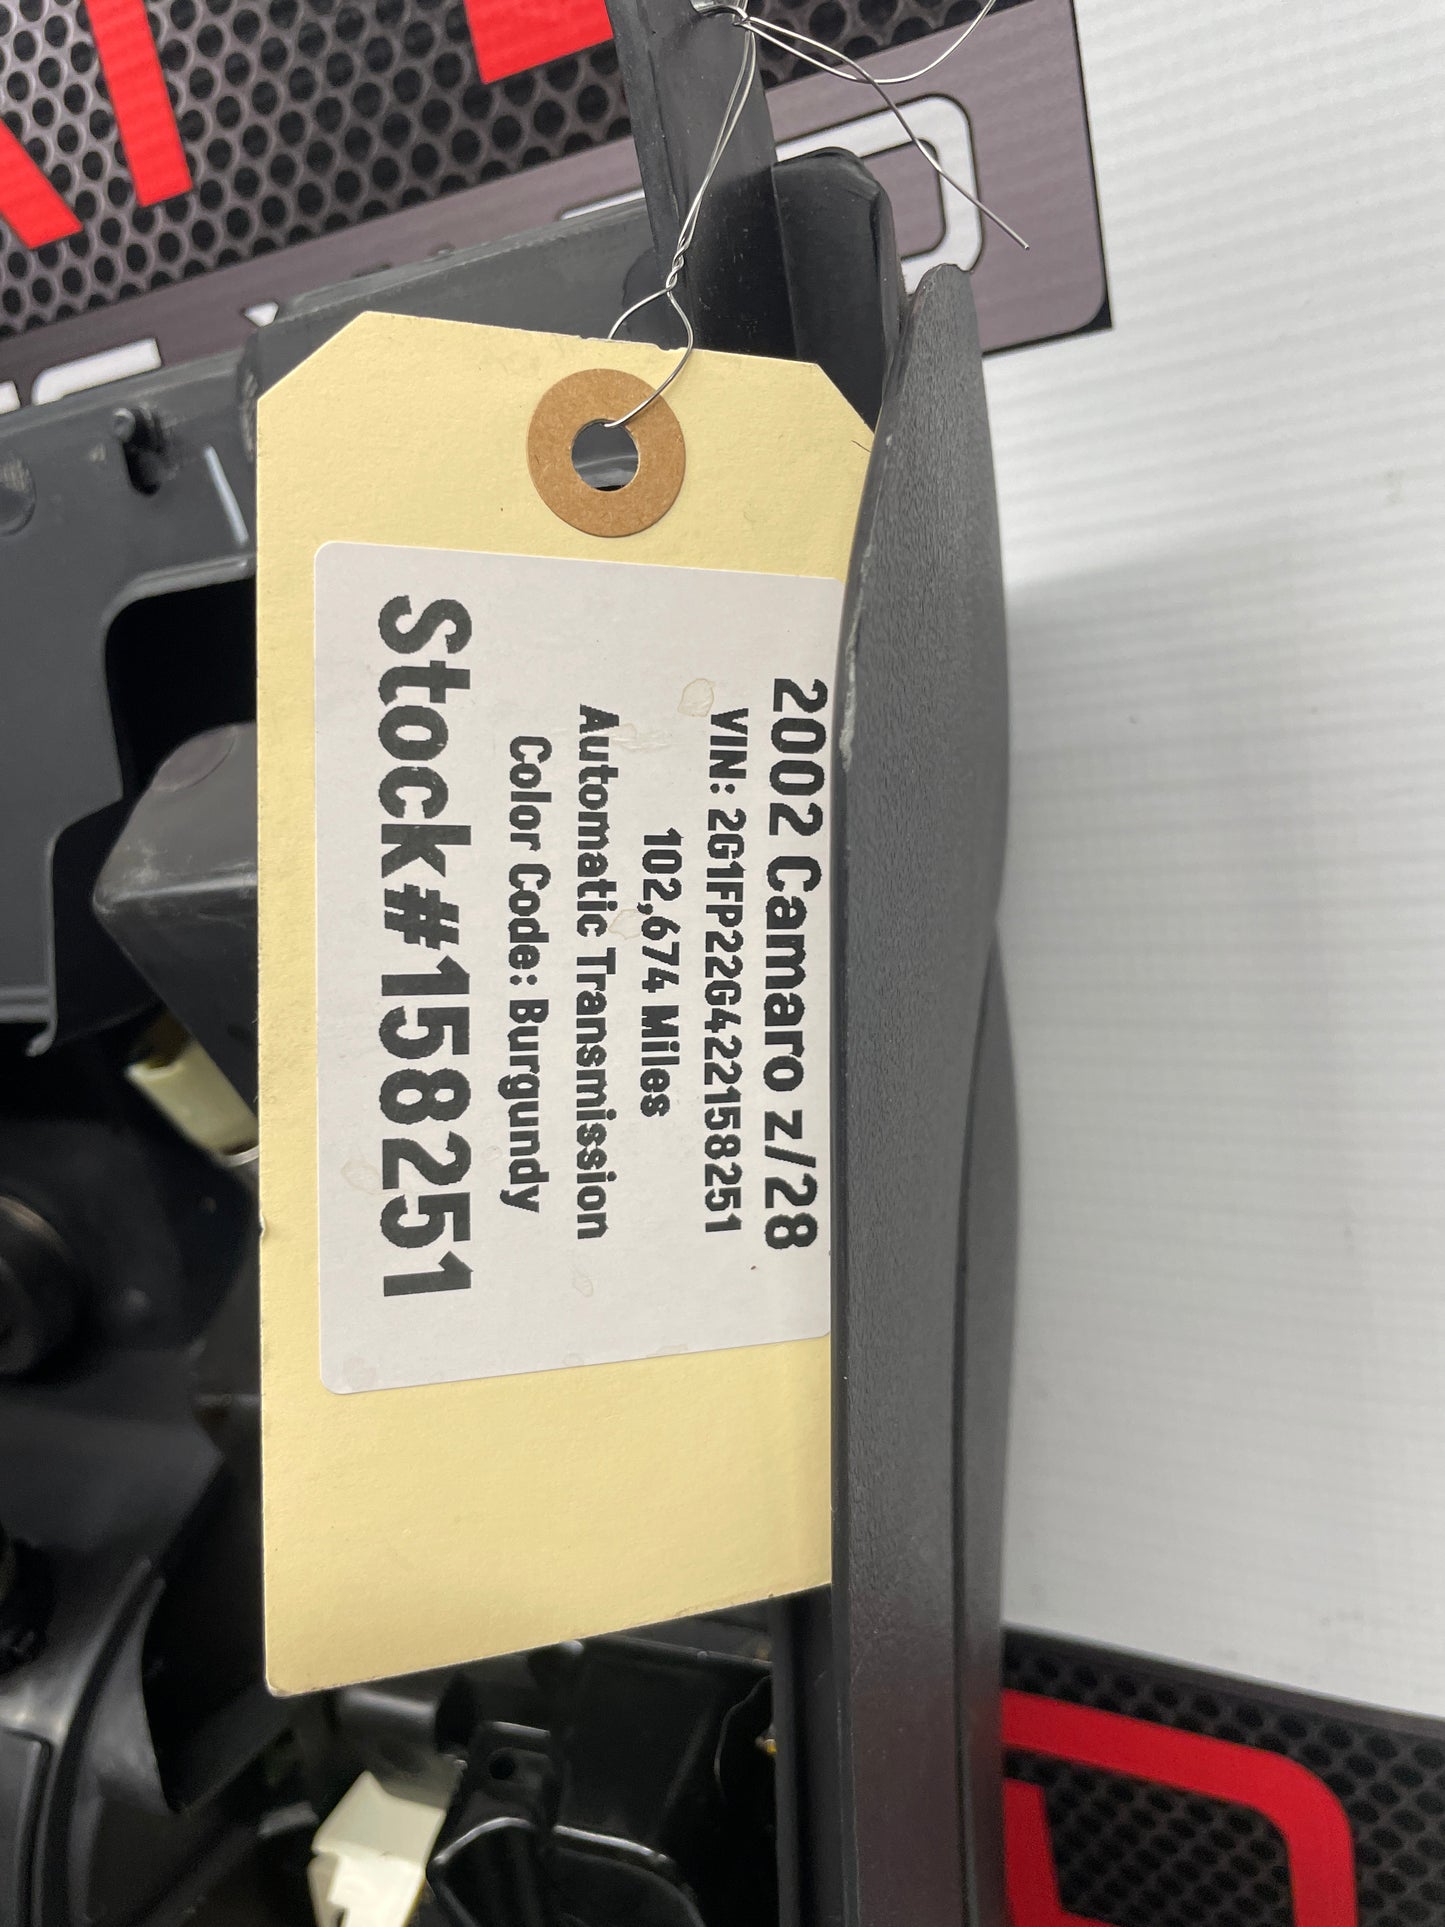 2002 Camaro z/28
VIN: 2G1FP22G422158251
102,674 Miles
Automatic Transmission
Color Code: Burgundy
Stock#158251